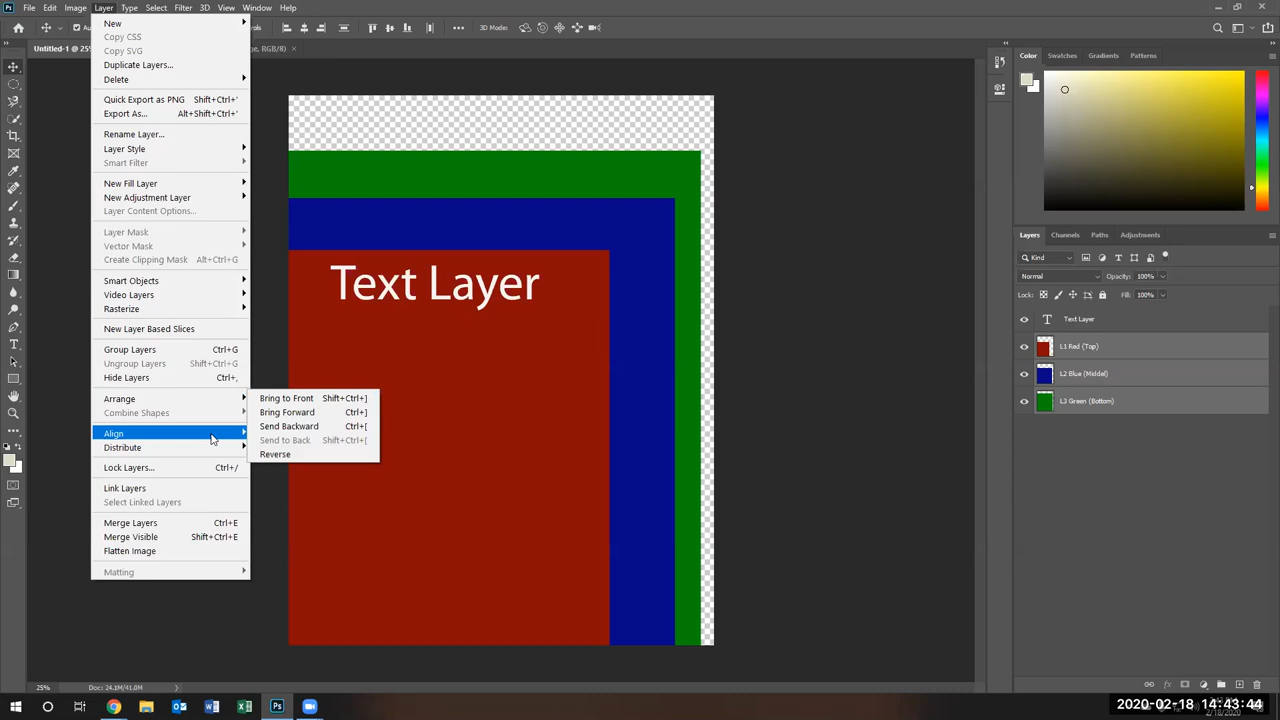 Ps File Edit Image Layer Type Select Filter 3D View Window Help
3D Mode:
Untitled-1 @ 25%
pe, RGB/8) ×
New
Copy CSS
Copy SVG
Duplicate Layers...
Delete
Quick Export as PNG Shift+Ctrl+'
Export As... Alt+Shift+Ctrl+'
Rename Layer...
Layer Style
Smart Filter
New Fill Layer
New Adjustment Layer
Layer Content Options...
Layer Mask
Vector Mask
Create Clipping Mask Alt+Ctrl+G
Smart Objects
Video Layers
Rasterize
New Layer Based Slices
Group Layers Ctrl+G
Ungroup Layers Shift+Ctrl+G
Hide Layers Ctrl+,
Arrange
Combine Shapes
Align
Distribute
Lock Layers... Ctrl+/
Link Layers
Select Linked Layers
Merge Layers Ctrl+E
Merge Visible Shift+Ctrl+E
Flatten Image
Matting
Bring to Front Shift+Ctrl+]
Bring Forward Ctrl+]
Send Backward Ctrl+[
Send to Back Shift+Ctrl+[
Reverse
Text Layer
Color Swatches Gradients Patterns
Layers Channels Paths Adjustments
Kind
Normal Opacity: 100%
Lock: Fill: 100%
T Text Layer
L1 Red (Top)
L2 Blue (Middel)
L3 Green (Bottom)
25% Doc: 24.1M/41.0M
2020-02-18 14:43:44